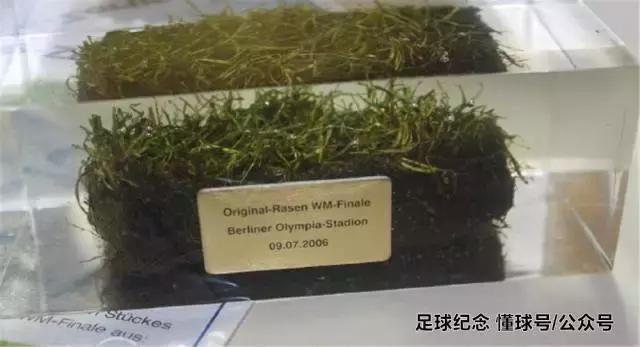 Original-Rasen WM-Finale
Berliner Olympia-Stadion
09.07.2006
Stückes
WM-Finale aus:
足球纪念 懂球号/公众号